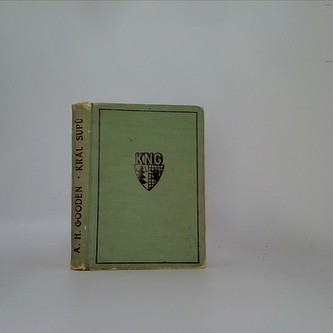 A. H. GOODEN • KRÁL SUPŮ
KNG